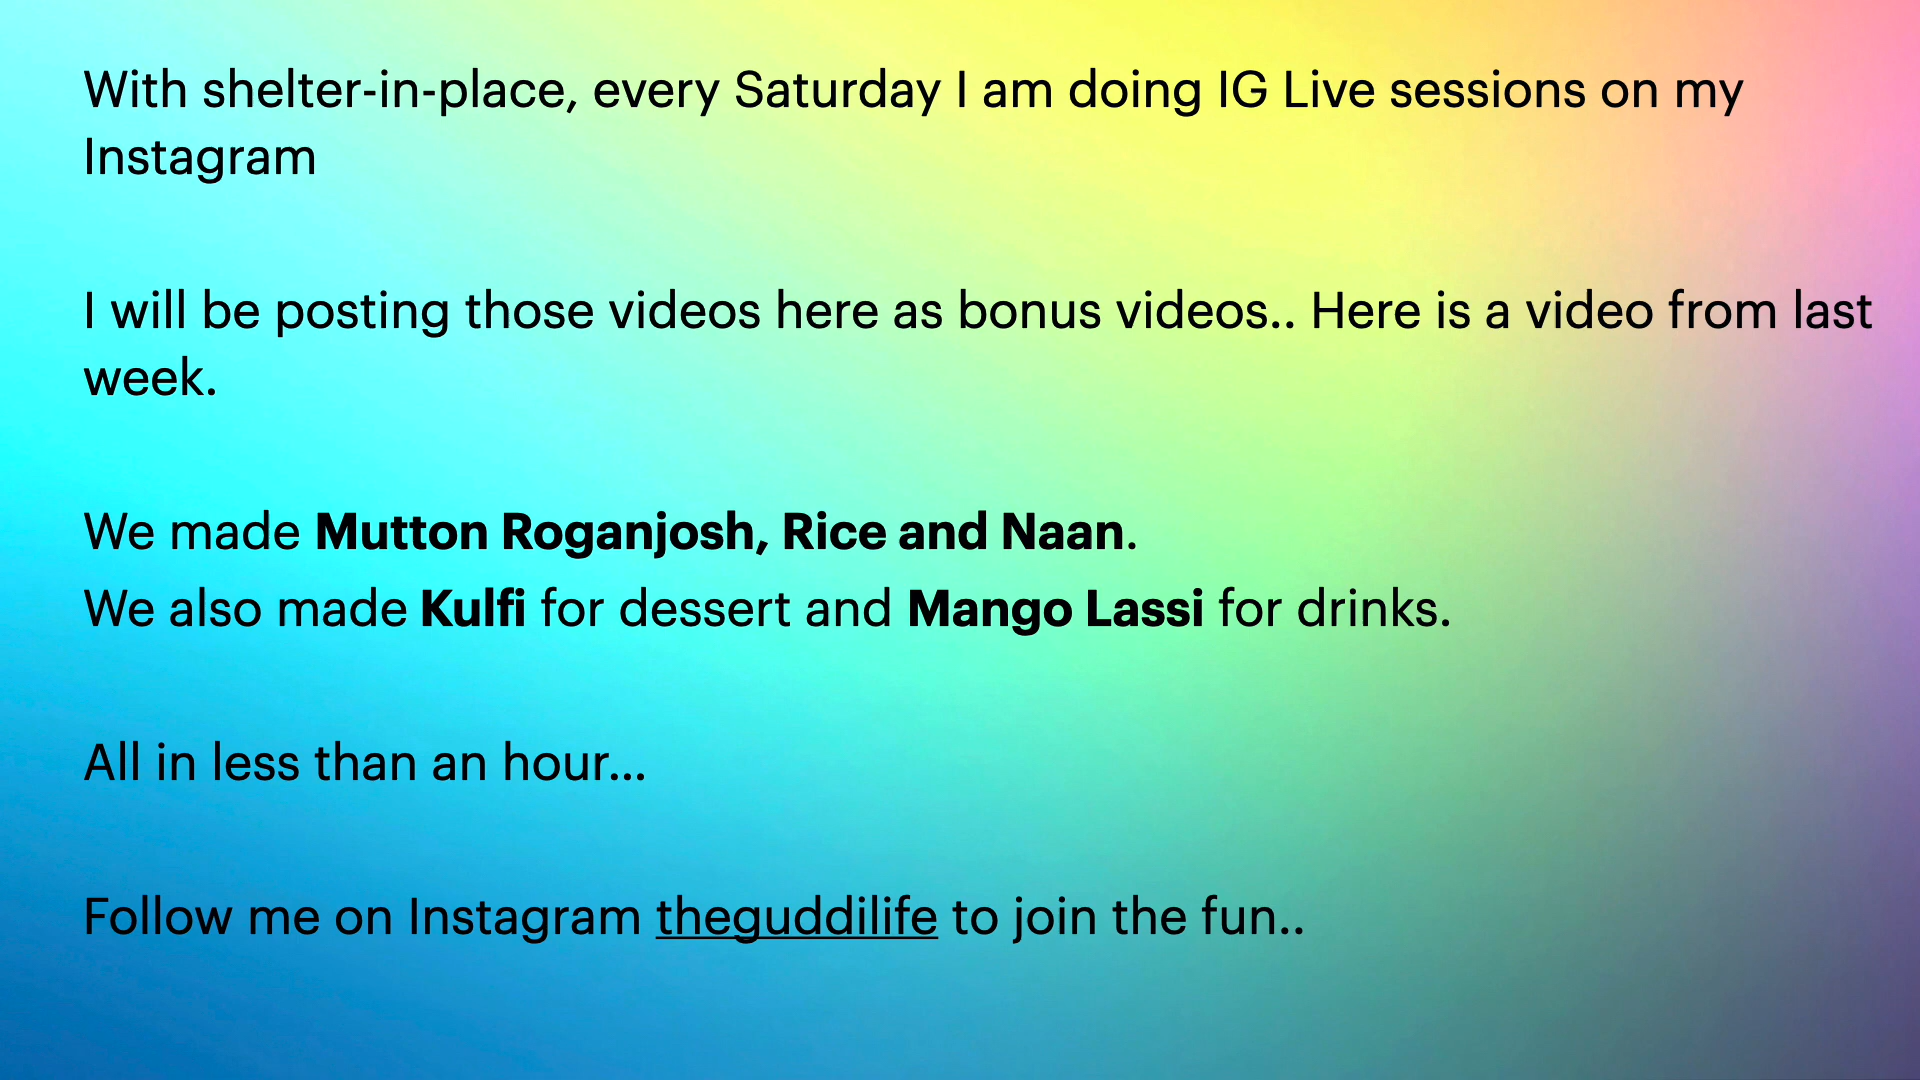 With shelter-in-place, every Saturday I am doing IG Live sessions on my
Instagram
I will be posting those videos here as bonus videos.. Here is a video from last
week.
We made Mutton Roganjosh, Rice and Naan.
We also made Kulfi for dessert and Mango Lassi for drinks.
All in less than an hour...
Follow me on Instagram theguddilife to join the fun..